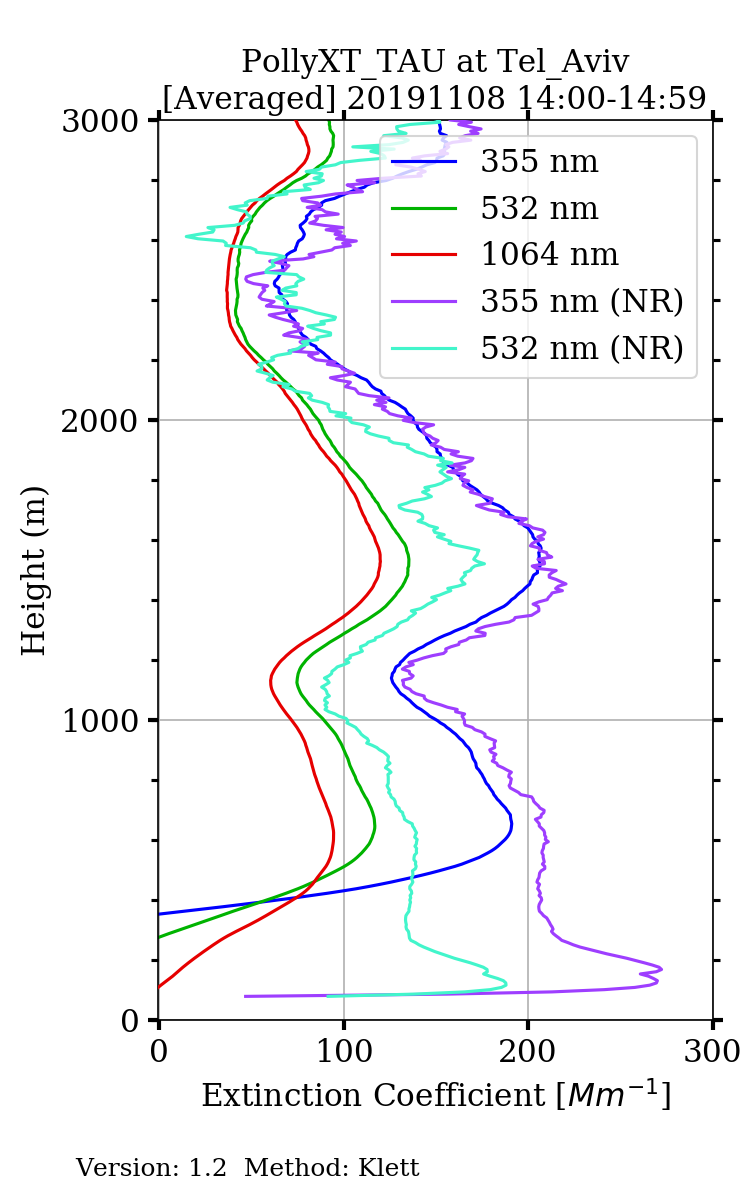 PollyXT_TAU at Tel_Aviv
[Averaged] 20191108 14:00-14:59
3000
2000
1000
0
Height (m)
355 nm
532 nm
1064 nm
355 nm (NR)
532 nm (NR)
0 100 200 300
Extinction Coefficient [$Mm^{-1}$]
Version: 1.2 Method: Klett